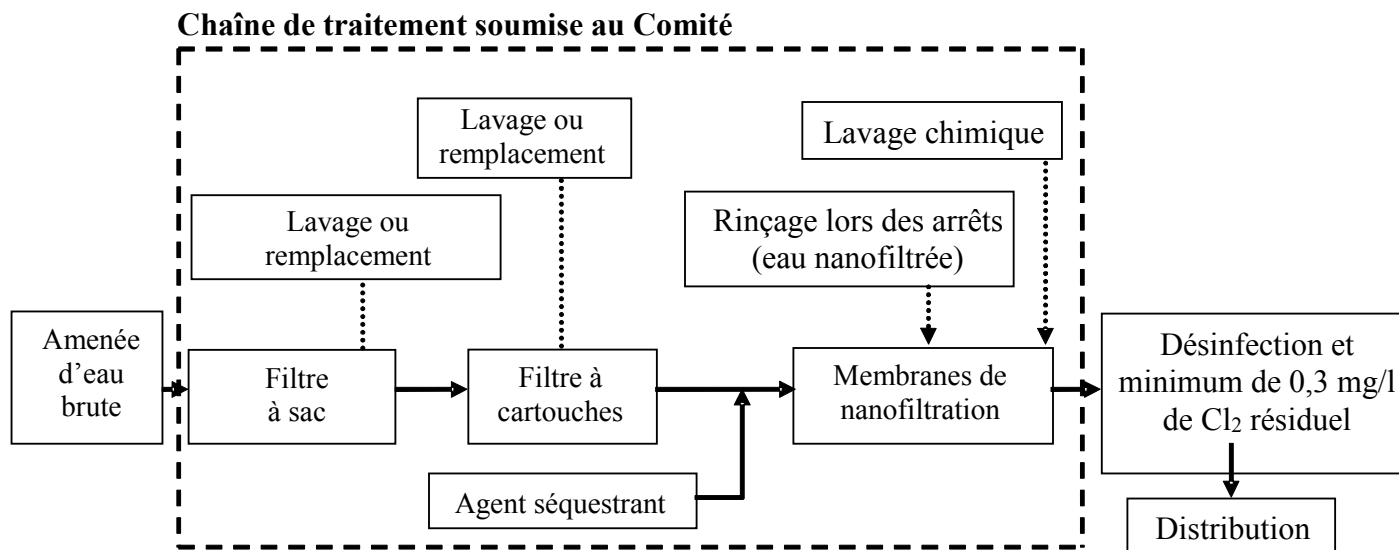 Chaîne de traitement soumise au Comité
Lavage ou
remplacement
Lavage chimique
Lavage ou
remplacement
Rinçage lors des arrêts
(eau nanofiltrée)
Amenée
d’eau
brute
Filtre
à sac
Filtre à
cartouches
Membranes de
nanofiltration
Désinfection et
minimum de 0,3 mg/l
de Cl₂ résiduel
Agent séquestrant
Distribution